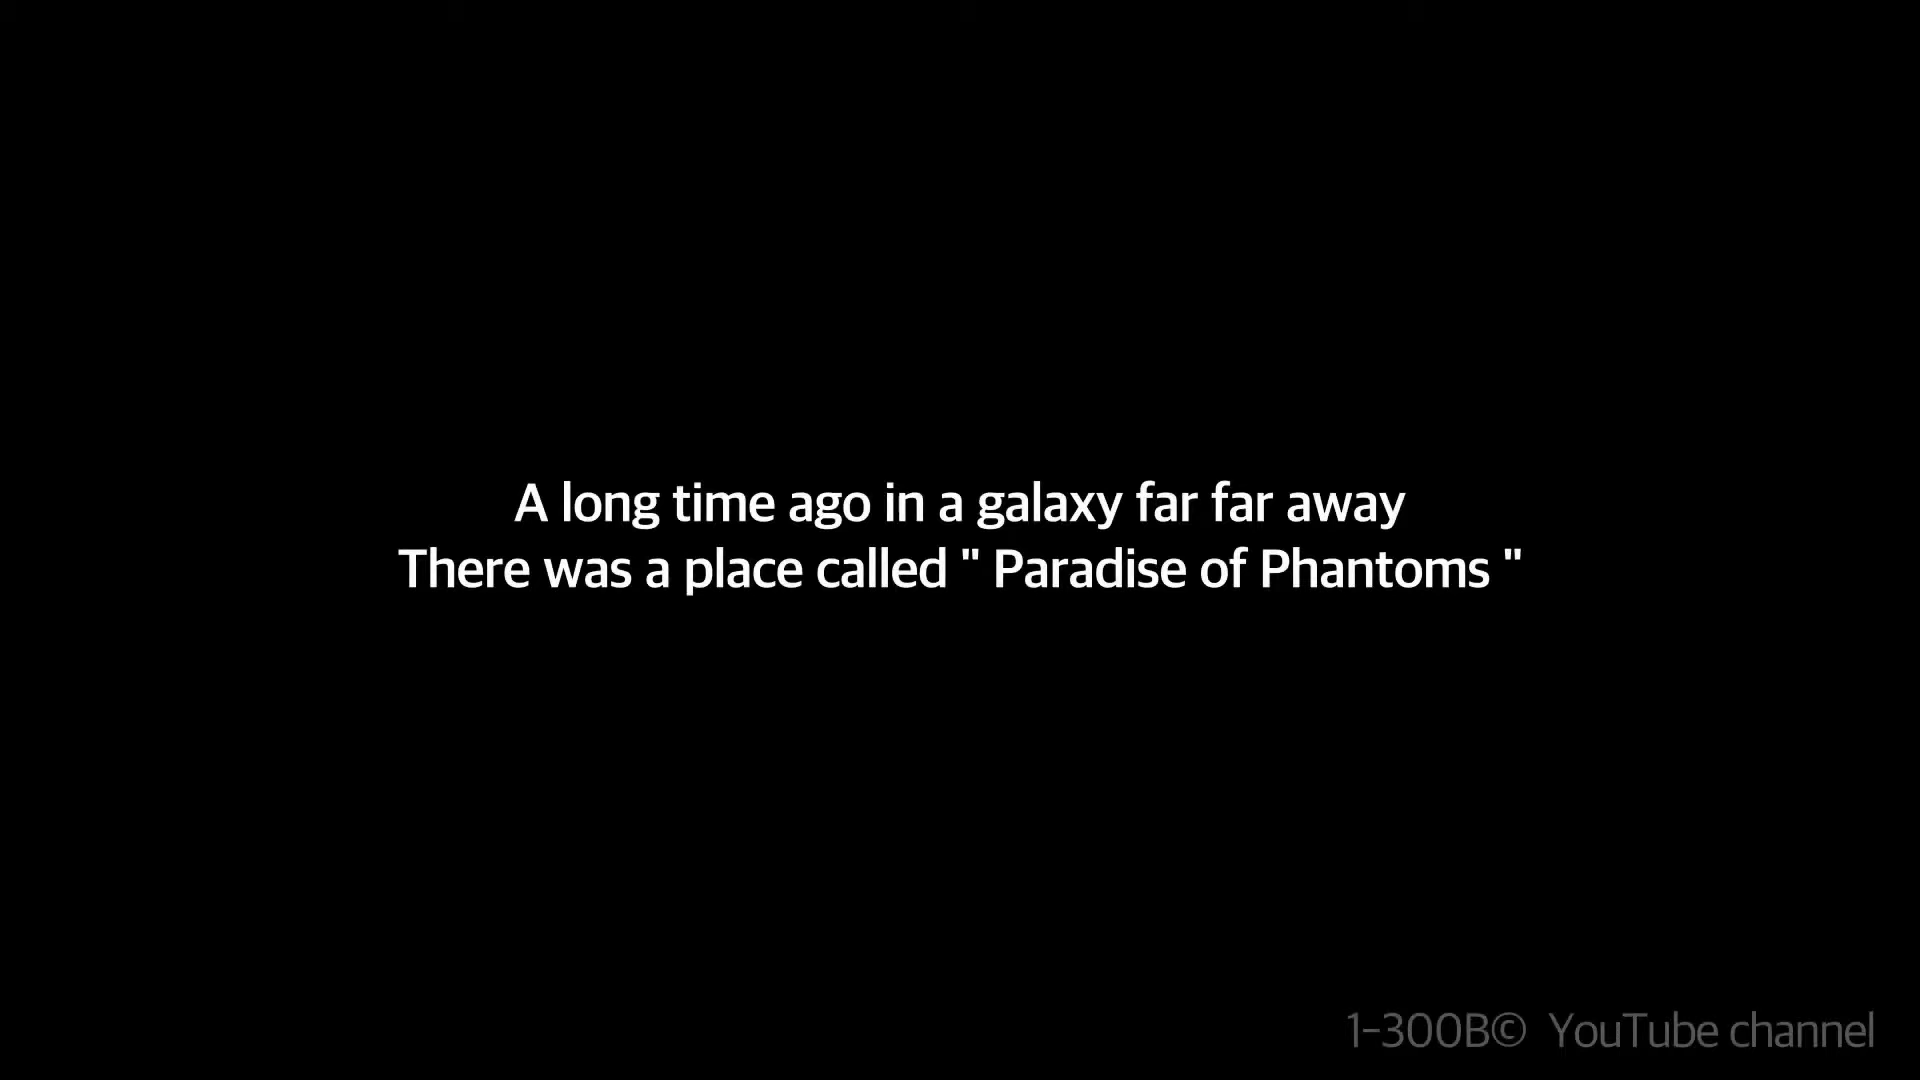 A long time ago in a galaxy far far away
There was a place called " Paradise of Phantoms "
1-300B© YouTube channel